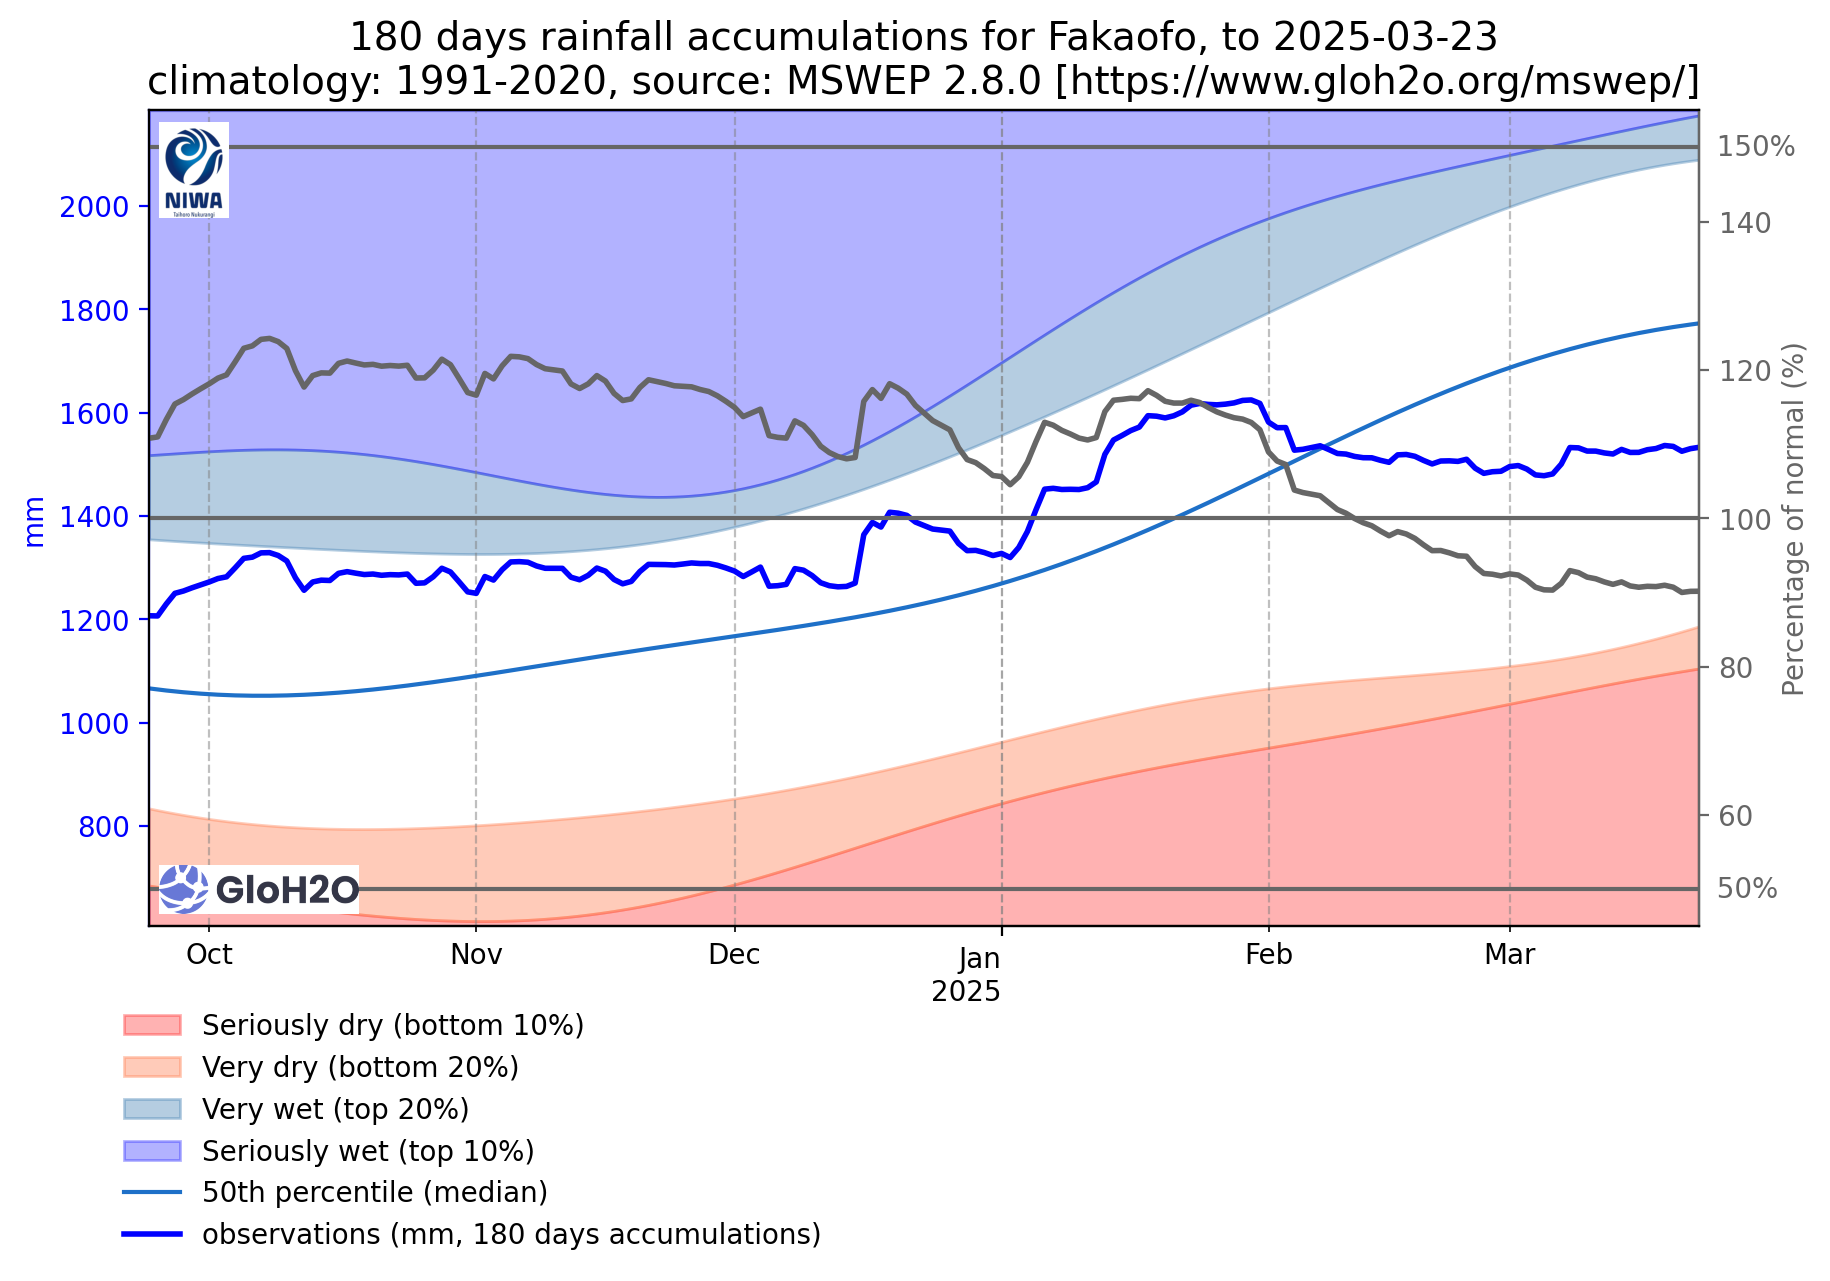 180 days rainfall accumulations for Fakaofo, to 2025-03-23
climatology: 1991-2020, source: MSWEP 2.8.0 [https://www.gloh2o.org/mswep/]
NIWA
Taihoro Nukurangi
mm
2000
1800
1600
1400
1200
1000
800
150%
140
120
100
80
60
50%
Percentage of normal (%)
GloH2O
Oct
Nov
Dec
Jan
2025
Feb
Mar
Seriously dry (bottom 10%)
Very dry (bottom 20%)
Very wet (top 20%)
Seriously wet (top 10%)
50th percentile (median)
observations (mm, 180 days accumulations)